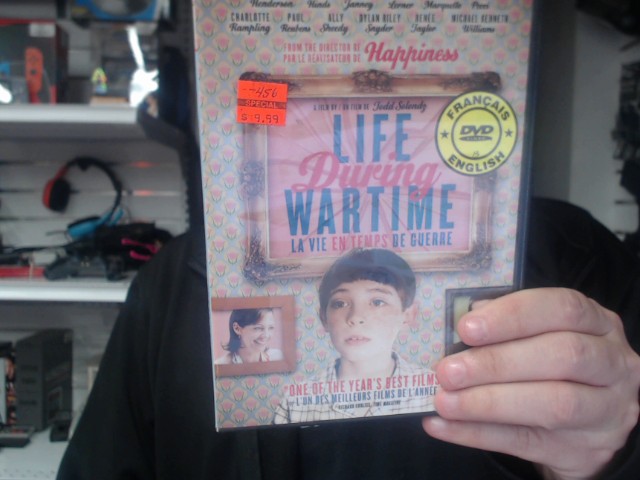 Henderson Hinds Janney Lerner Marquette Pons
CHARLOTTE PAUL ALLY DYLAN RILEY RENÉE MICHAEL KENNETH
Rampling Reubens Sheedy Snyder Taylor Williams
FROM THE DIRECTOR OF
PAR LE RÉALISATEUR DE
Happiness
456
SPECIAL
$ 9.99
A FILM BY / UN FILM DE Todd Solondz
LIFE
During
WARTIME
LA VIE EN TEMPS DE GUERRE
FRANÇAIS
DVD
ENGLISH
"ONE OF THE YEAR'S BEST FILMS
L'UN DES MEILLEURS FILMS DE L'ANNÉE